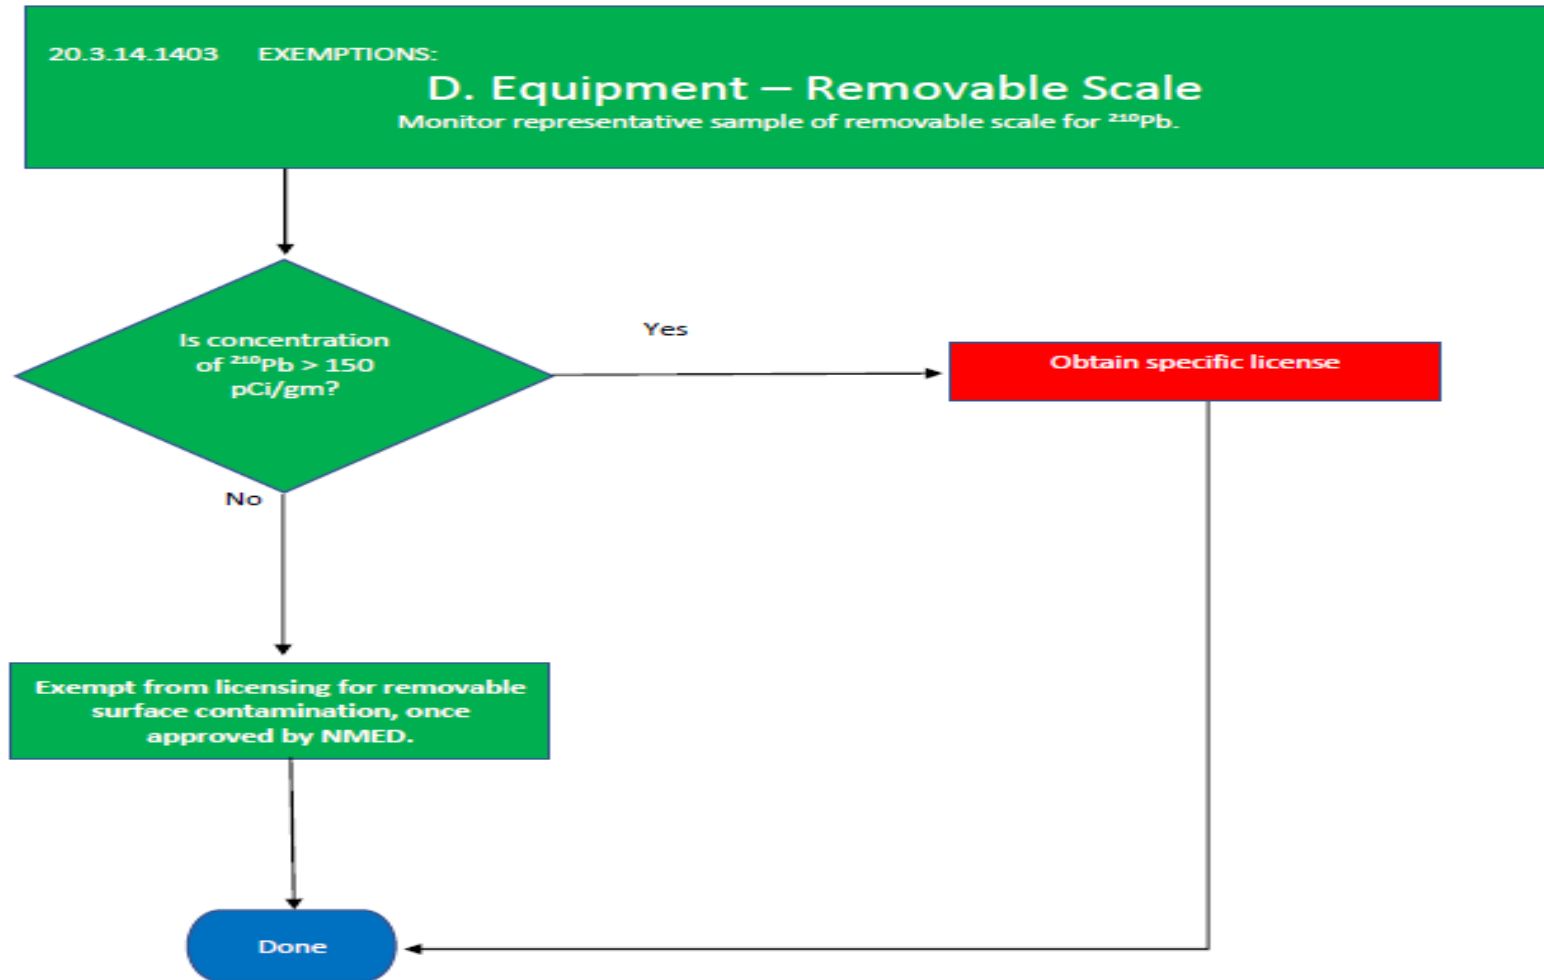 20.3.14.1403 EXEMPTIONS:
D. Equipment – Removable Scale
Monitor representative sample of removable scale for ²¹⁰Pb.
Is concentration
of ²¹⁰Pb > 150
pCi/gm?
Yes
Obtain specific license
No
Exempt from licensing for removable
surface contamination, once
approved by NMED.
Done